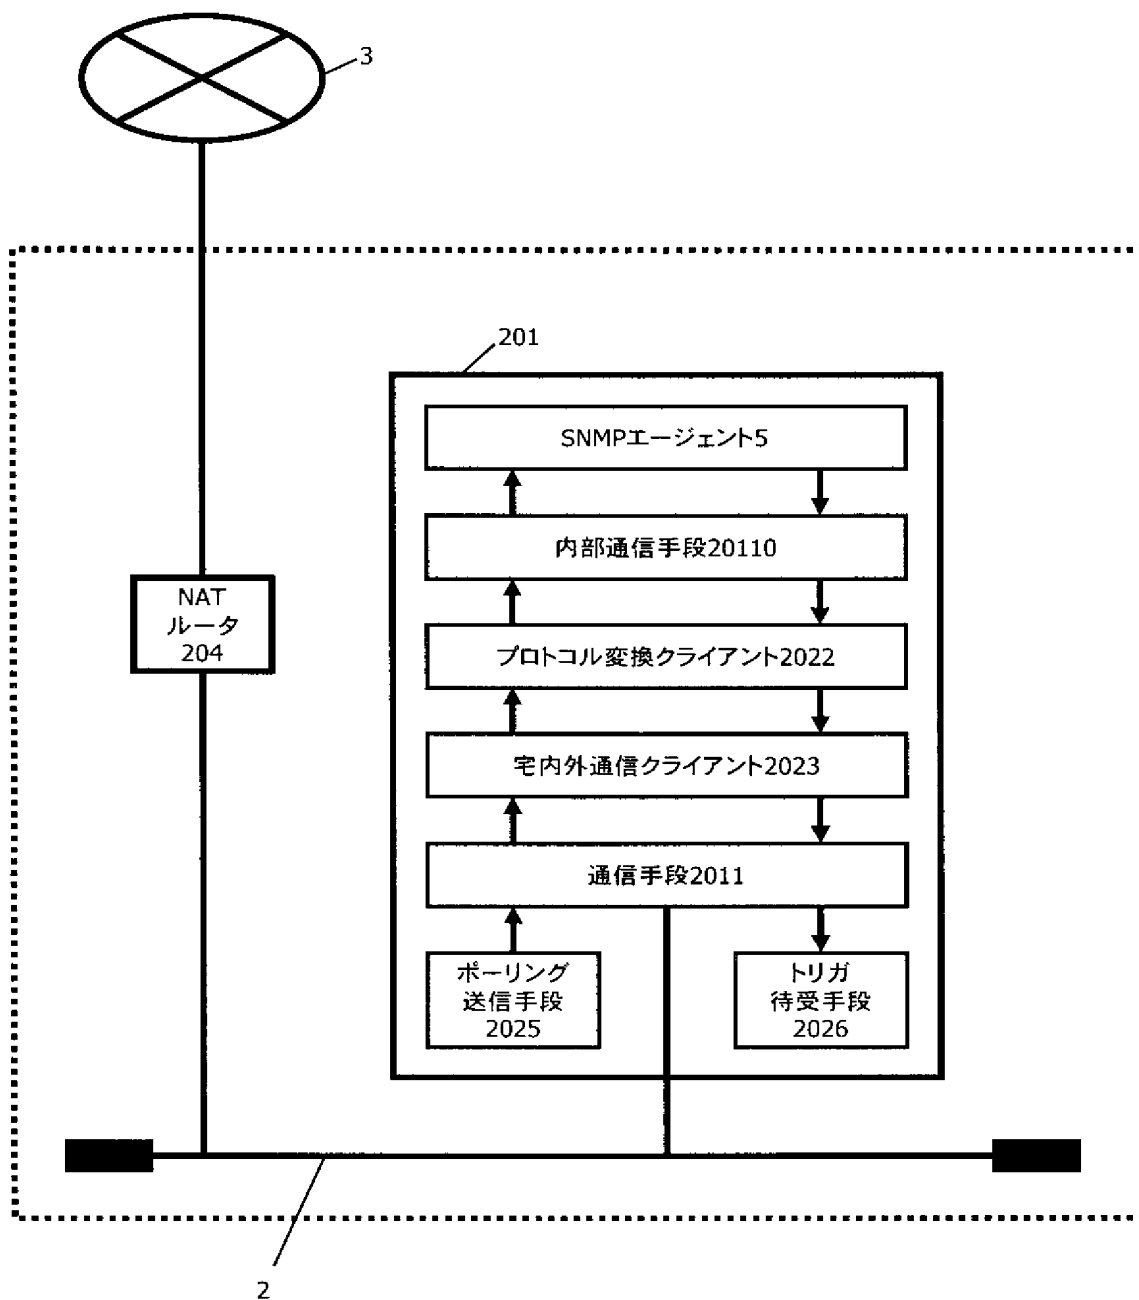 3
201
SNMPエージェント5
内部通信手段20110
NAT
ルータ
204
プロトコル変換クライアント2022
宅内外通信クライアント2023
通信手段2011
ポーリング
送信手段
2025
トリガ
待受手段
2026
2